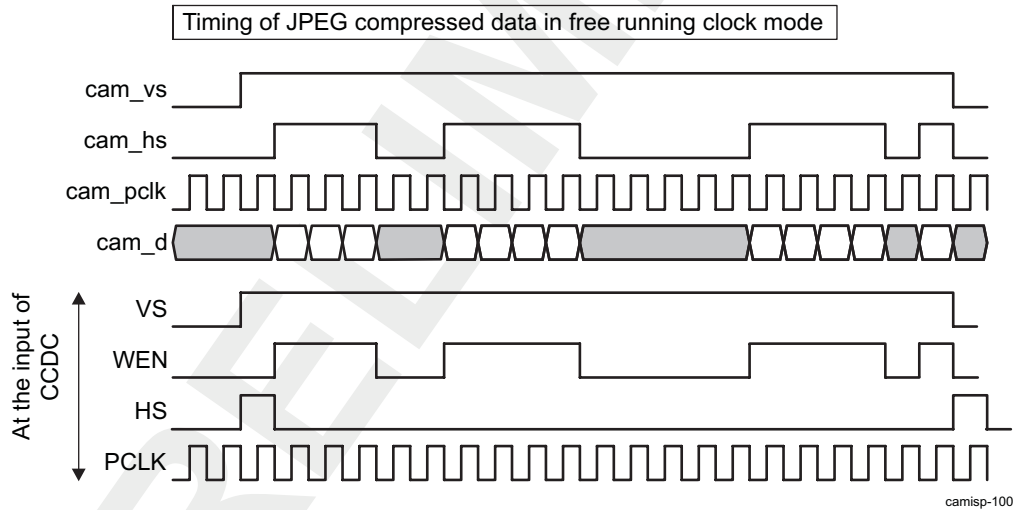 Timing of JPEG compressed data in free running clock mode
cam_vs
cam_hs
cam_pclk
cam_d
At the input of
CCDC
VS
WEN
HS
PCLK
camisp-100